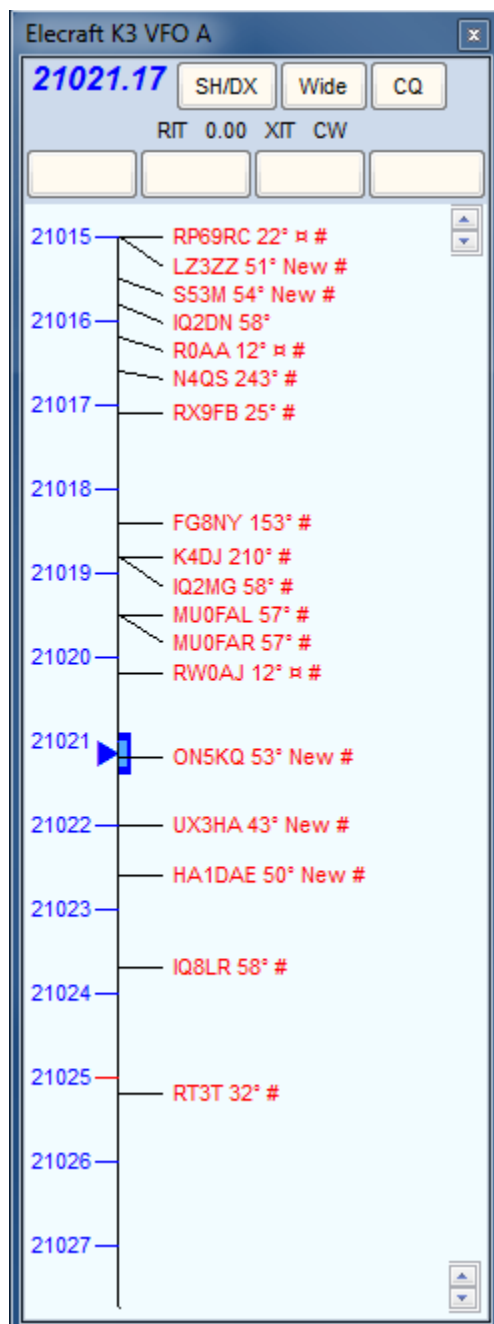 Elecraft K3 VFO A
21021.17 SH/DX Wide CQ
RIT 0.00 XIT CW
21015 RP69RC 22° ¤ #
LZ3ZZ 51° New #
S53M 54° New #
21016 IQ2DN 58°
R0AA 12° ¤ #
N4QS 243° #
21017 RX9FB 25° #
21018
FG8NY 153° #
K4DJ 210° #
21019 IQ2MG 58° #
MU0FAL 57° #
MU0FAR 57° #
21020 RW0AJ 12° ¤ #
21021 ON5KQ 53° New #
21022 UX3HA 43° New #
HA1DAE 50° New #
21023
IQ8LR 58° #
21024
21025 RT3T 32° #
21026
21027